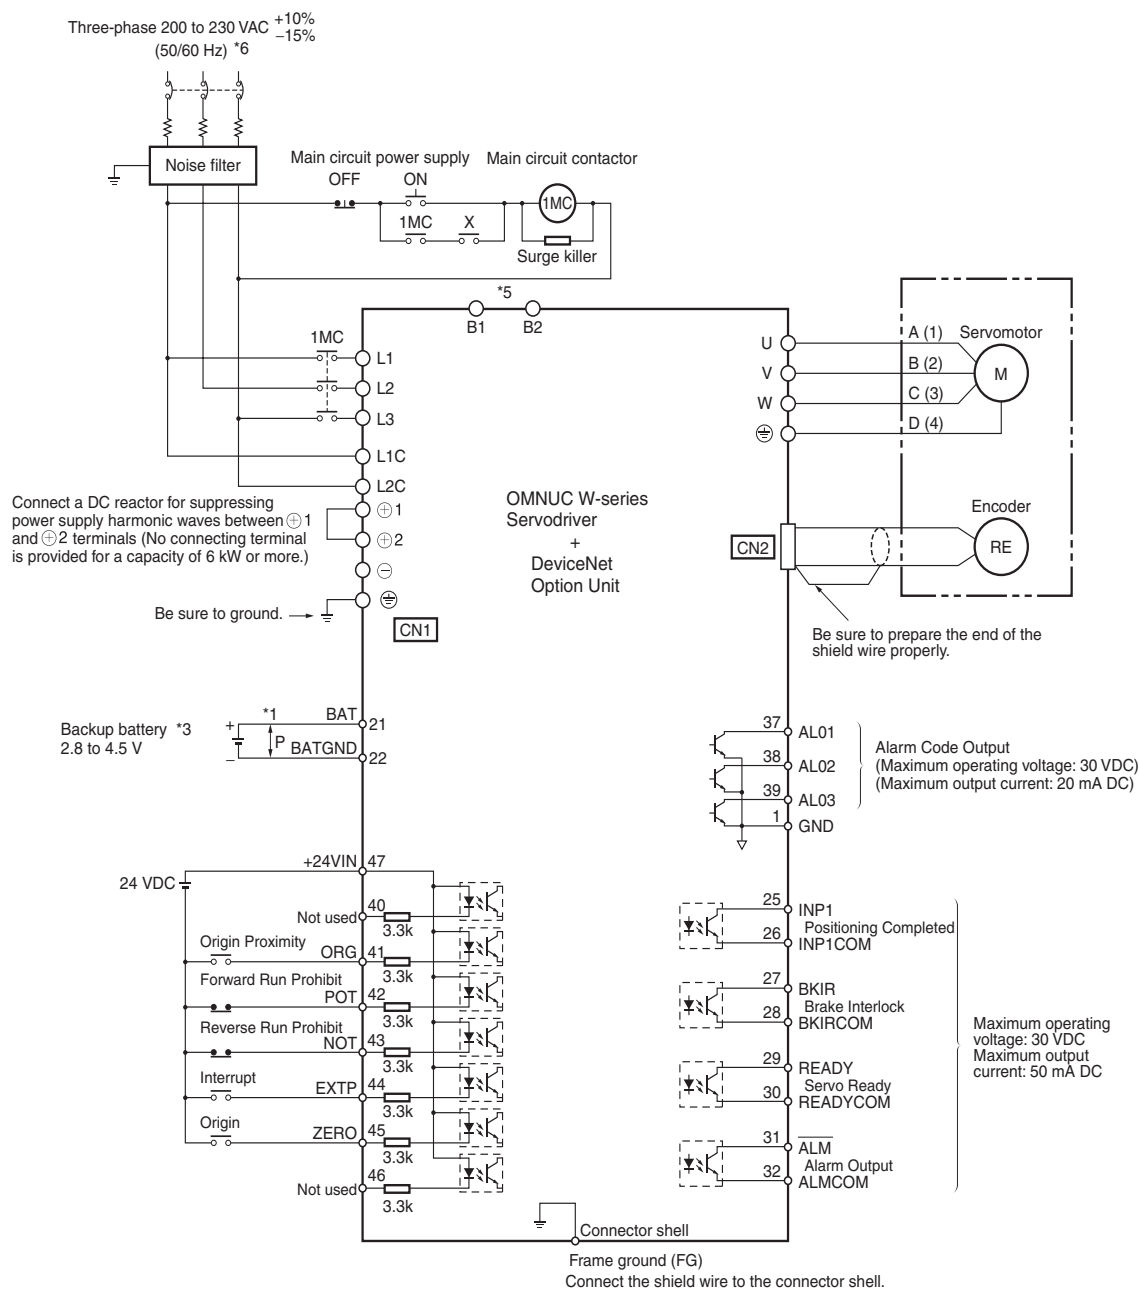 Three-phase 200 to 230 VAC +10% −15%
(50/60 Hz) *6
Noise filter
Main circuit power supply
OFF
ON
Main circuit contactor
1MC
1MC
X
Surge killer
*5
B1
B2
1MC
L1
L2
L3
L1C
L2C
⊕1
⊕2
⊖
Connect a DC reactor for suppressing
power supply harmonic waves between ⊕1
and ⊕2 terminals (No connecting terminal
is provided for a capacity of 6 kW or more.)
Be sure to ground.
CN1
OMNUC W-series
Servodriver
+
DeviceNet
Option Unit
U
V
W
A (1)
B (2)
C (3)
D (4)
Servomotor
M
CN2
Encoder
RE
Be sure to prepare the end of the
shield wire properly.
Backup battery *3
2.8 to 4.5 V
+
−
*1
P
BAT
21
BATGND
22
37
AL01
38
AL02
39
AL03
1
GND
Alarm Code Output
(Maximum operating voltage: 30 VDC)
(Maximum output current: 20 mA DC)
24 VDC
+24VIN
47
Not used
40
3.3k
Origin Proximity
ORG
41
3.3k
Forward Run Prohibit
POT
42
3.3k
Reverse Run Prohibit
NOT
43
3.3k
Interrupt
EXTP
44
3.3k
Origin
ZERO
45
3.3k
Not used
46
3.3k
25
INP1
Positioning Completed
26
INP1COM
27
BKIR
Brake Interlock
28
BKIRCOM
29
READY
Servo Ready
30
READYCOM
31
ALM
Alarm Output
32
ALMCOM
Maximum operating
voltage: 30 VDC
Maximum output
current: 50 mA DC
Connector shell
Frame ground (FG)
Connect the shield wire to the connector shell.